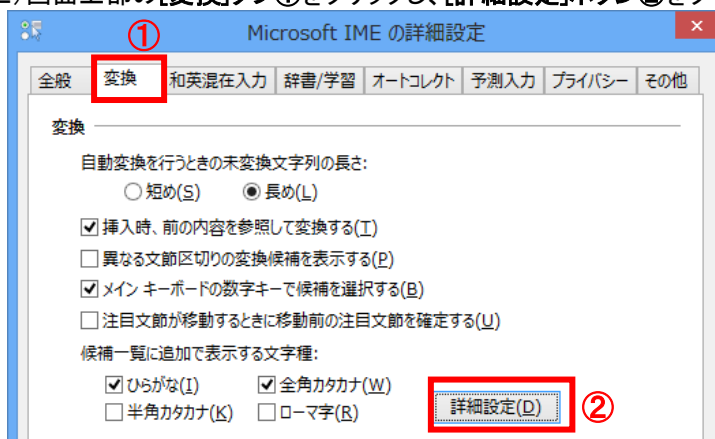 ①
Microsoft IME の詳細設定
全般 変換 和英混在入力 辞書/学習 オートコレクト 予測入力 プライバシー その他
変換
自動変換を行うときの未変換文字列の長さ:
短め(S) 長め(L)
挿入時、前の内容を参照して変換する(T)
異なる文節区切りの変換候補を表示する(P)
メイン キーボードの数字キーで候補を選択する(B)
注目文節が移動するときに移動前の注目文節を確定する(U)
候補一覧に追加で表示する文字種:
ひらがな(I) 全角カタカナ(W)
半角カタカナ(K) ローマ字(R) 詳細設定(D) ②